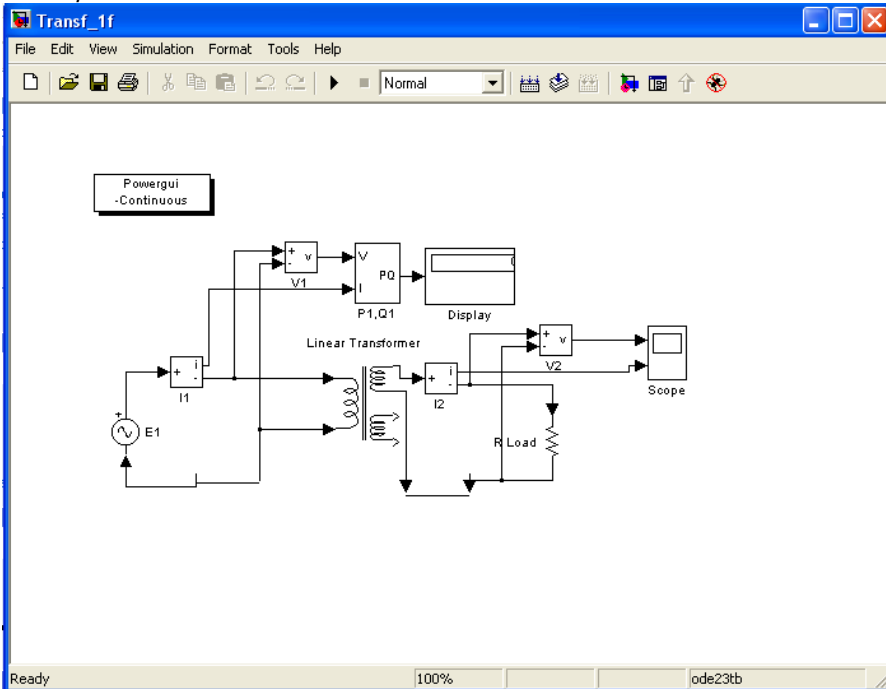 Transf_1f
File Edit View Simulation Format Tools Help
Normal
Powergui
-Continuous
+
-
v
V1
V
I
PQ
P1,Q1
Display
Linear Transformer
+
-
v
V2
Scope
+
i
-
I1
+
i
-
I2
+
E1
R Load
Ready
100%
ode23tb